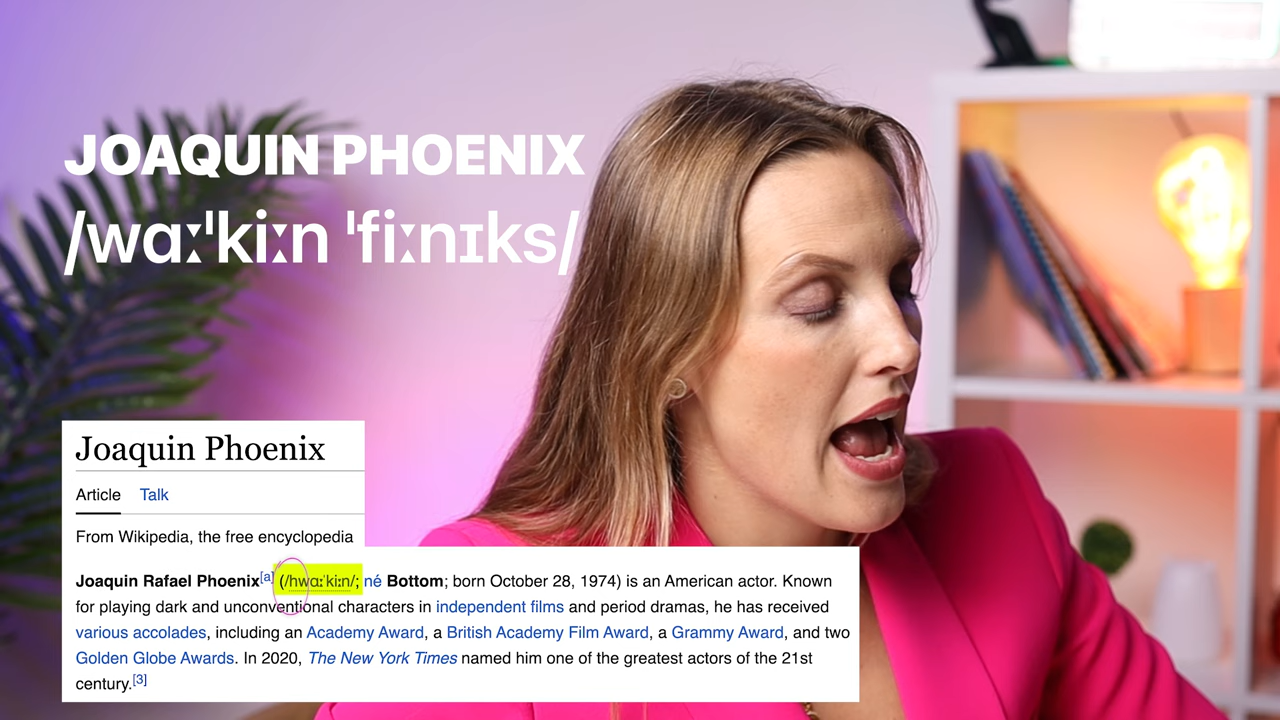 JOAQUIN PHOENIX
/wɑːˈkiːn ˈfiːnɪks/
Joaquin Phoenix
Article Talk
From Wikipedia, the free encyclopedia
Joaquin Rafael Phoenix[a] (/hwɑːˈkiːn/; né Bottom; born October 28, 1974) is an American actor. Known
for playing dark and unconventional characters in independent films and period dramas, he has received
various accolades, including an Academy Award, a British Academy Film Award, a Grammy Award, and two
Golden Globe Awards. In 2020, The New York Times named him one of the greatest actors of the 21st
century.[3]